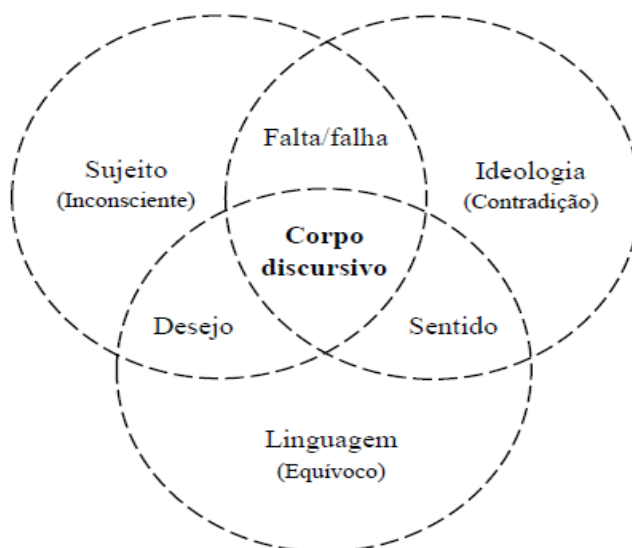 Falta/falha
Sujeito
(Inconsciente)
Ideologia
(Contradição)
Corpo
discursivo
Desejo
Sentido
Linguagem
(Equívoco)